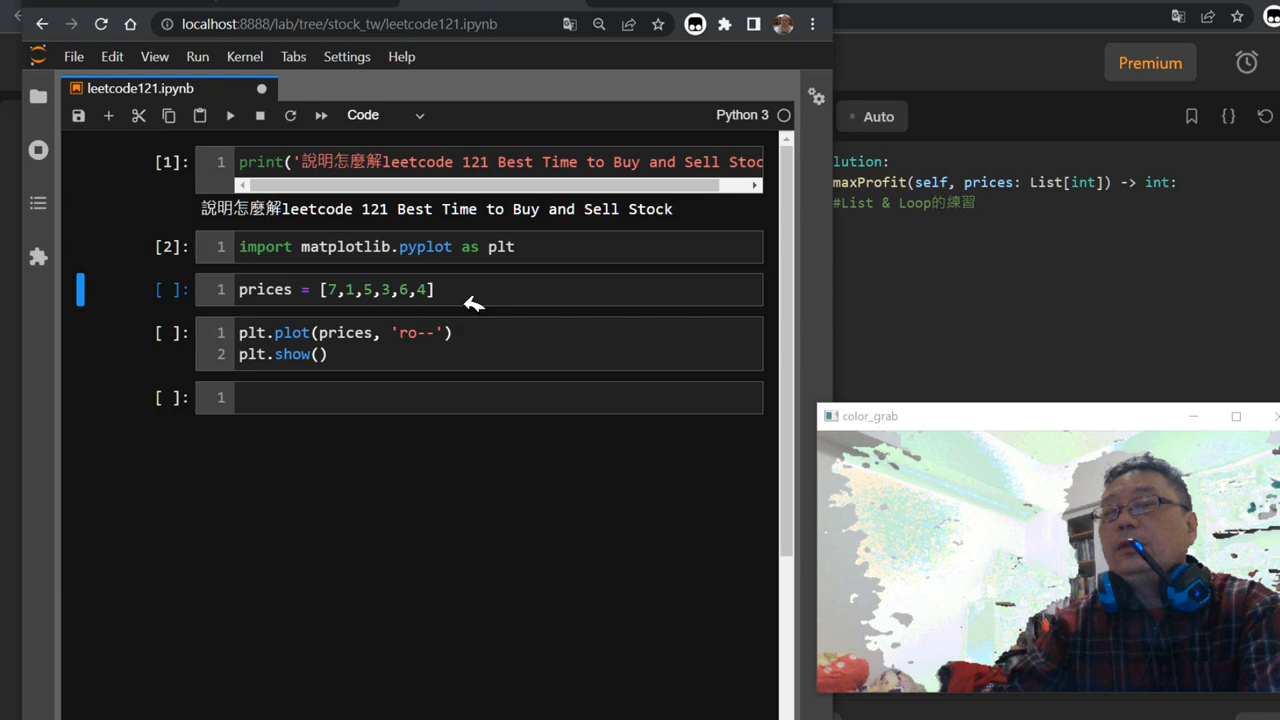 localhost:8888/lab/tree/stock_tw/leetcode121.ipynb
File Edit View Run Kernel Tabs Settings Help
Premium
leetcode121.ipynb
Code
Python 3
Auto
[1]: 1 print('說明怎麼解leetcode 121 Best Time to Buy and Sell Stoc
說明怎麼解leetcode 121 Best Time to Buy and Sell Stock
[2]: 1 import matplotlib.pyplot as plt
[ ]: 1 prices = [7,1,5,3,6,4]
[ ]: 1 plt.plot(prices, 'ro--')
2 plt.show()
[ ]: 1
lution:
maxProfit(self, prices: List[int]) -> int:
#List & Loop的練習
color_grab